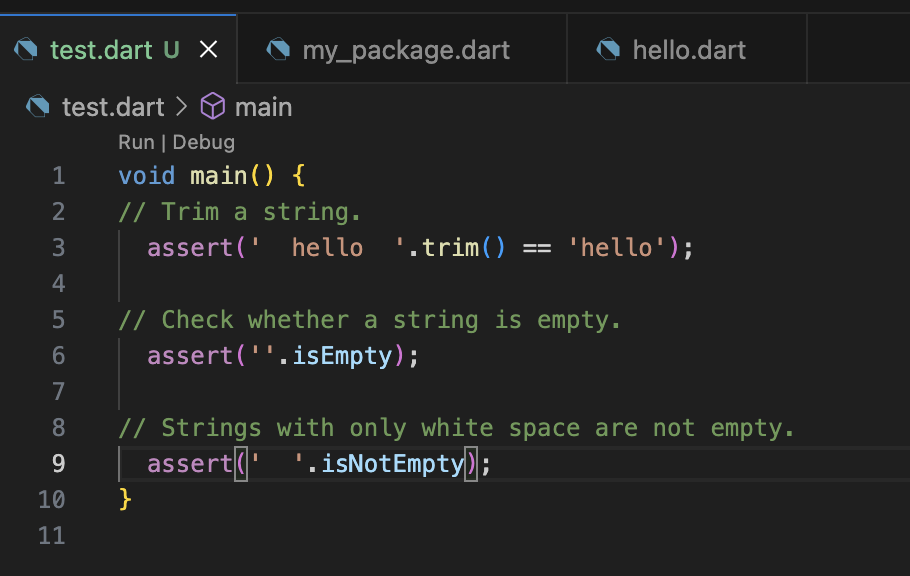 test.dart U my_package.dart hello.dart
test.dart > main
Run | Debug
1 void main() {
2 // Trim a string.
3   assert('  hello  '.trim() == 'hello');
4
5 // Check whether a string is empty.
6   assert(''.isEmpty);
7
8 // Strings with only white space are not empty.
9   assert('  '.isNotEmpty);
10 }
11